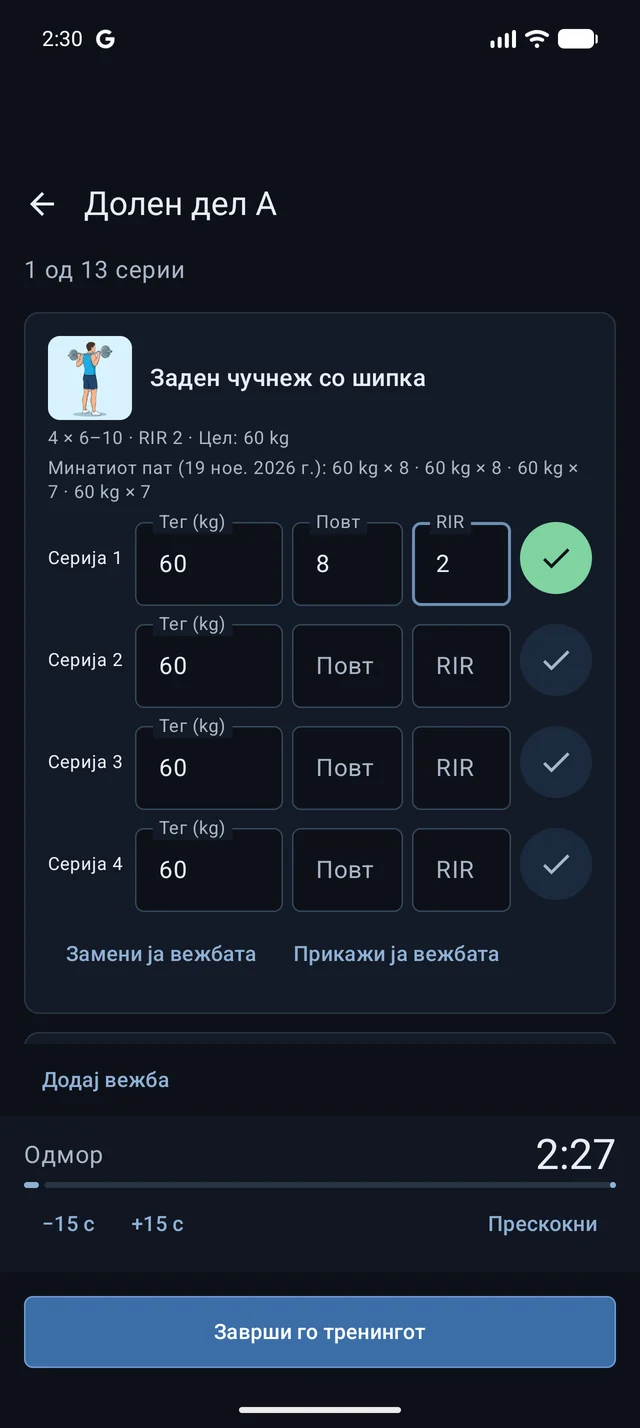 2:30 G
Долен дел А
1 од 13 серии
Заден чучнеж со шипка
4 × 6–10 · RIR 2 · Цел: 60 kg
Минатиот пат (19 ное. 2026 г.): 60 kg × 8 · 60 kg × 8 · 60 kg ×
7 · 60 kg × 7
Тег (kg) Повт RIR
Серија 1 60 8 2
Тег (kg)
Серија 2 60 Повт RIR
Тег (kg)
Серија 3 60 Повт RIR
Тег (kg)
Серија 4 60 Повт RIR
Замени ја вежбата Прикажи ја вежбата
Додај вежба
Одмор 2:27
−15 с +15 с Прескокни
Заврши го тренингот